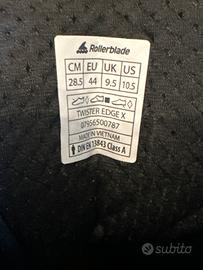 Rollerblade
CM EU UK US
28.5 44 9.5 10.5
TWISTER EDGE X
07956500787
MADE IN VIETNAM
DIN EN 13843 Class A
subito